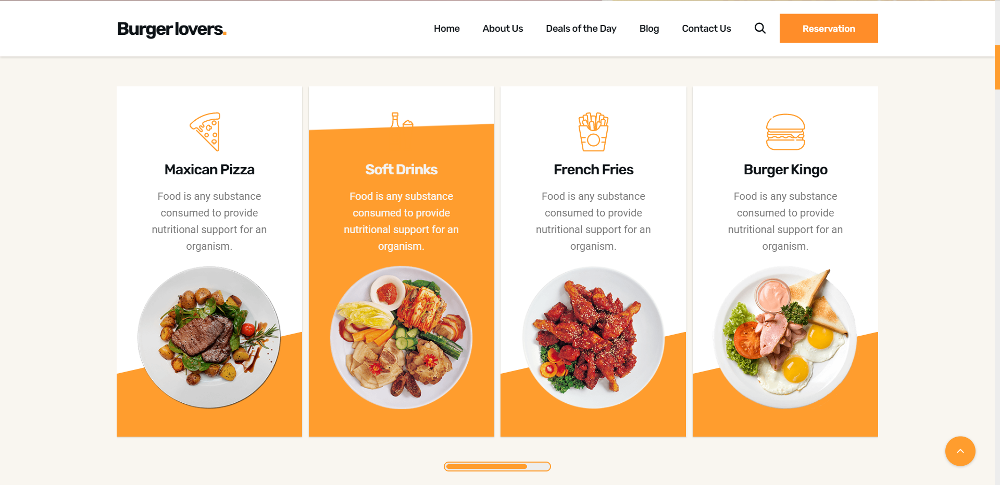 Burger lovers.
Home About Us Deals of the Day Blog Contact Us Reservation
Maxican Pizza
Food is any substance
consumed to provide
nutritional support for an
organism.
Soft Drinks
Food is any substance
consumed to provide
nutritional support for an
organism.
French Fries
Food is any substance
consumed to provide
nutritional support for an
organism.
Burger Kingo
Food is any substance
consumed to provide
nutritional support for an
organism.